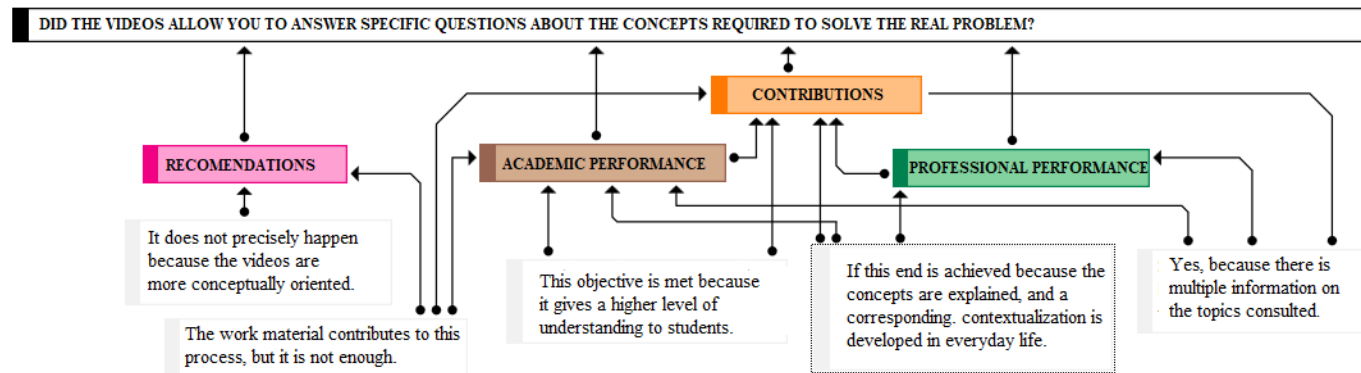 DID THE VIDEOS ALLOW YOU TO ANSWER SPECIFIC QUESTIONS ABOUT THE CONCEPTS REQUIRED TO SOLVE THE REAL PROBLEM?
CONTRIBUTIONS
RECOMENDATIONS
ACADEMIC PERFORMANCE
PROFESSIONAL PERFORMANCE
It does not precisely happen
because the videos are
more conceptually oriented.
The work material contributes to this
process, but it is not enough.
This objective is met because
it gives a higher level of
understanding to students.
If this end is achieved because the
concepts are explained, and a
corresponding. contextualization is
developed in everyday life.
Yes, because there is
multiple information on
the topics consulted.